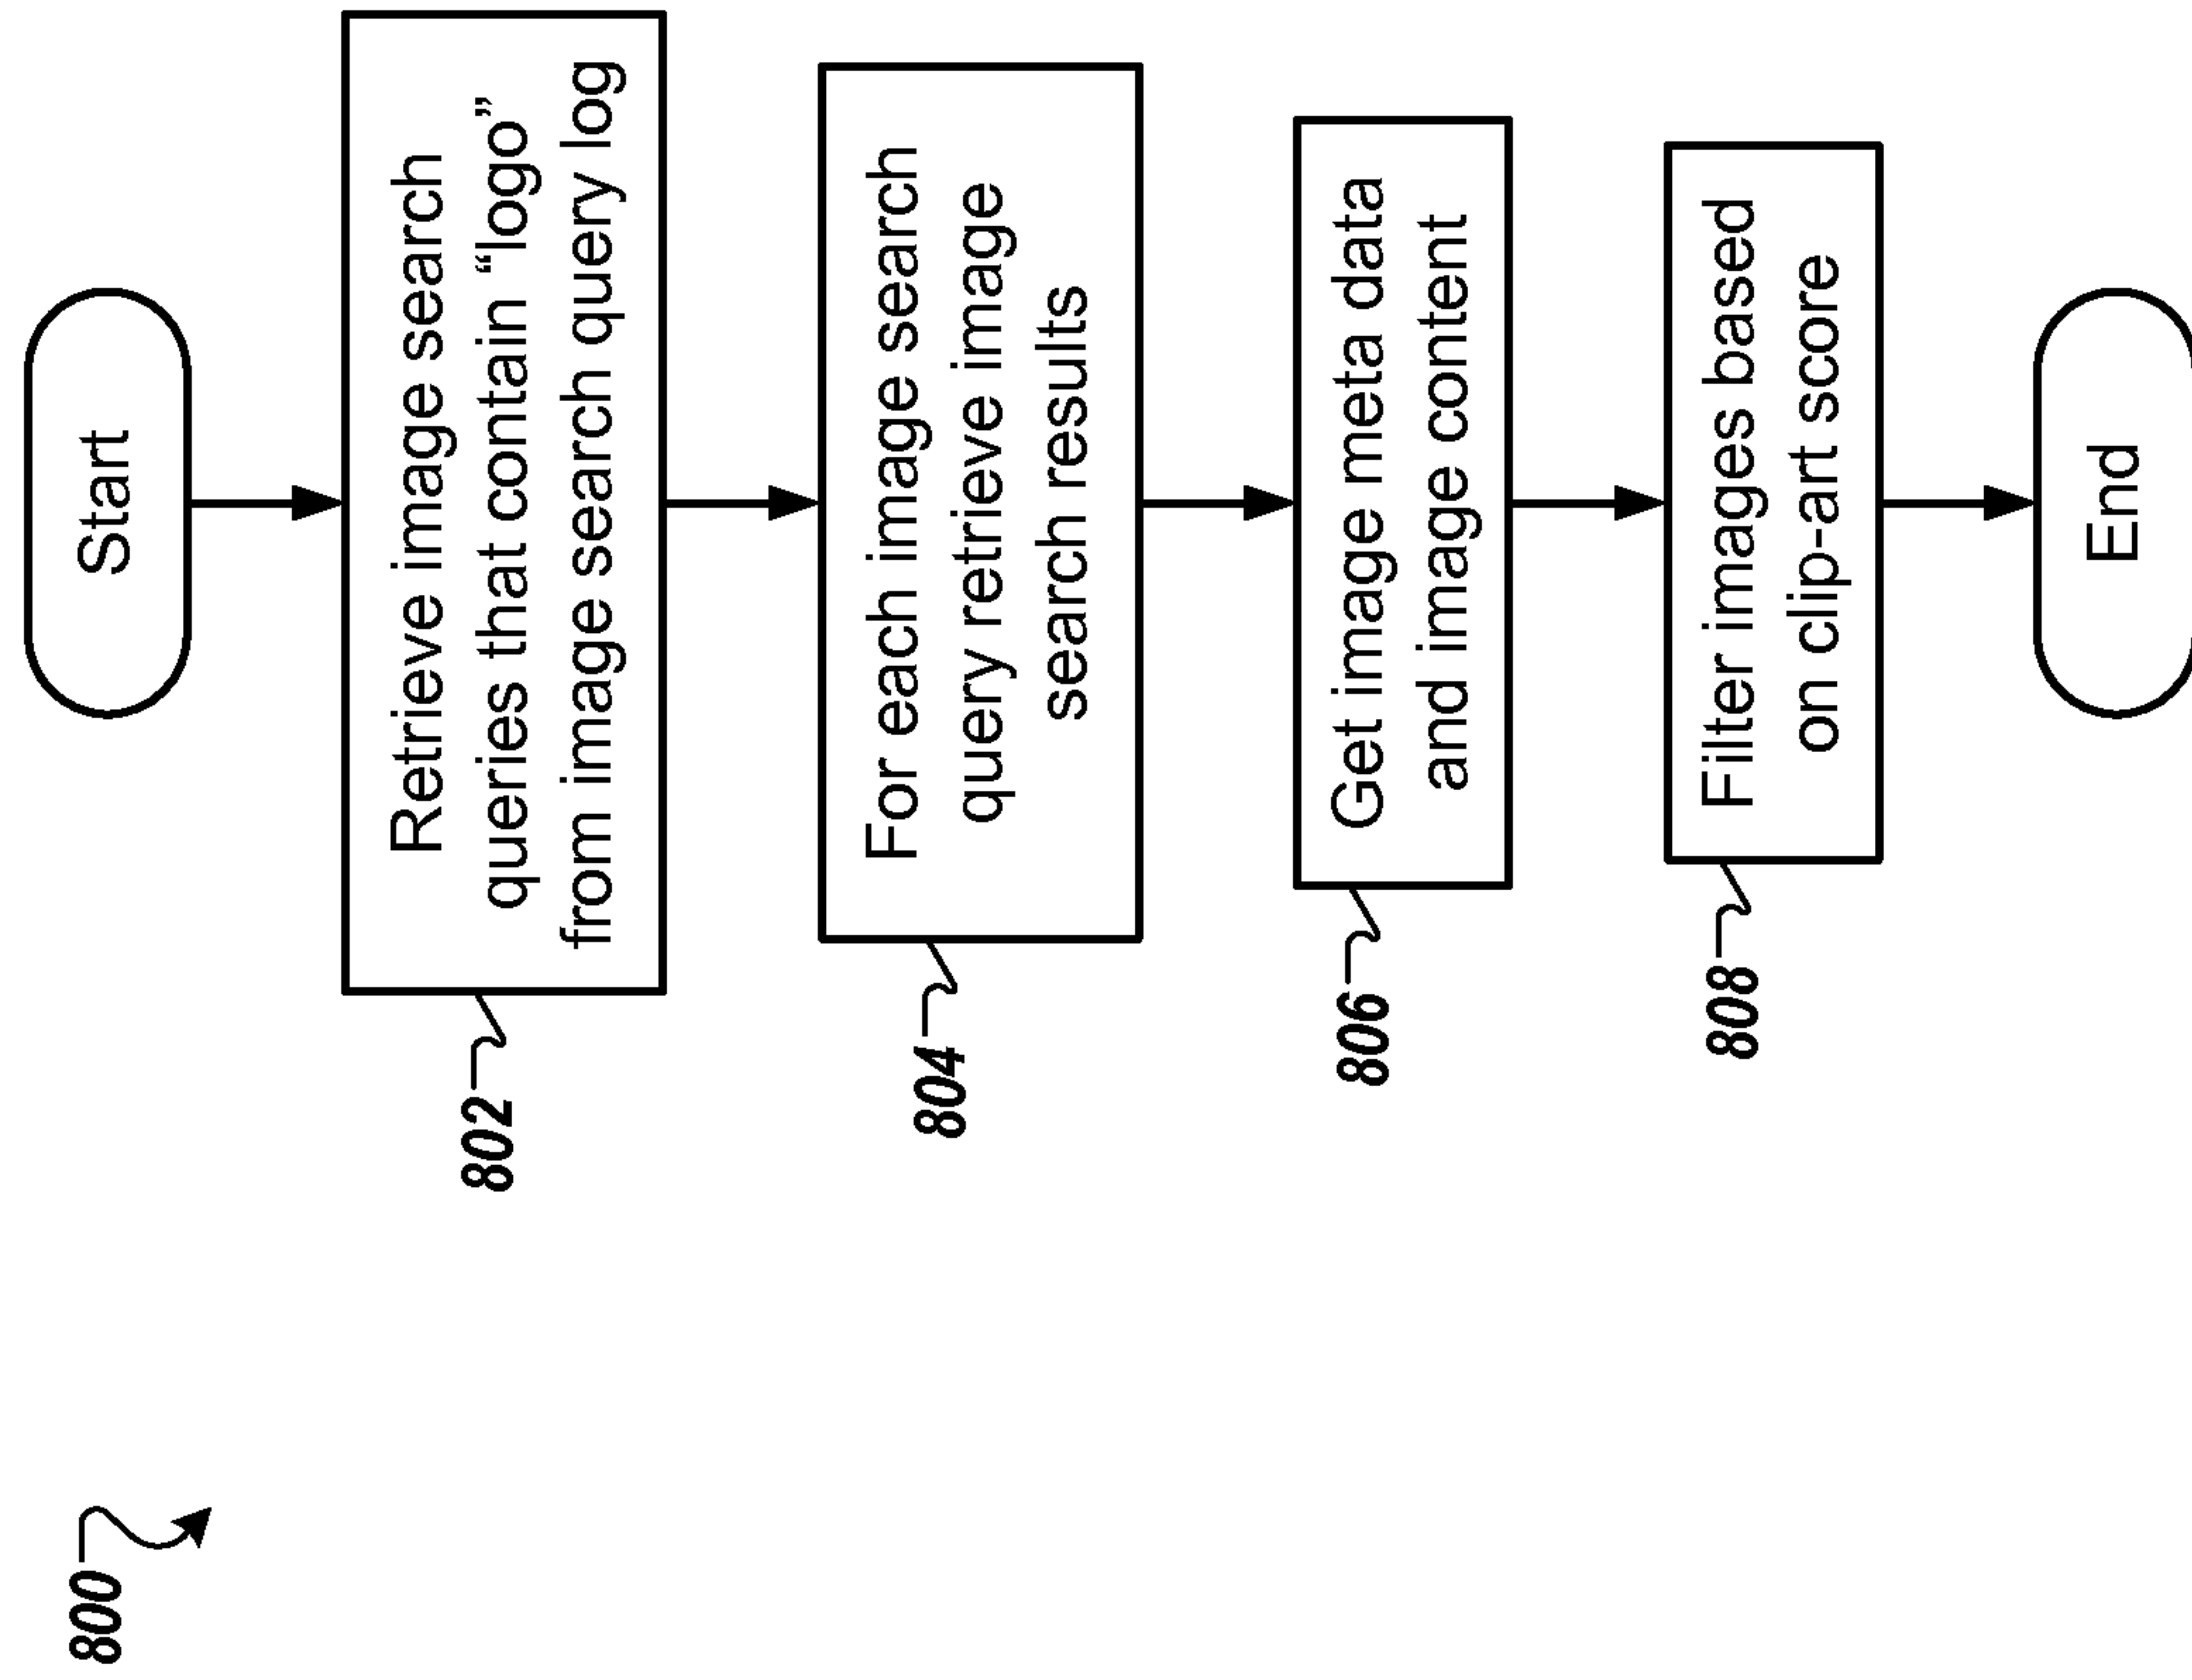 800
Start
802
Retrieve image search
queries that contain “logo”
from image search query log
804
For each image search
query retrieve image
search results
806
Get image meta data
and image content
808
Filter images based
on clip-art score
End